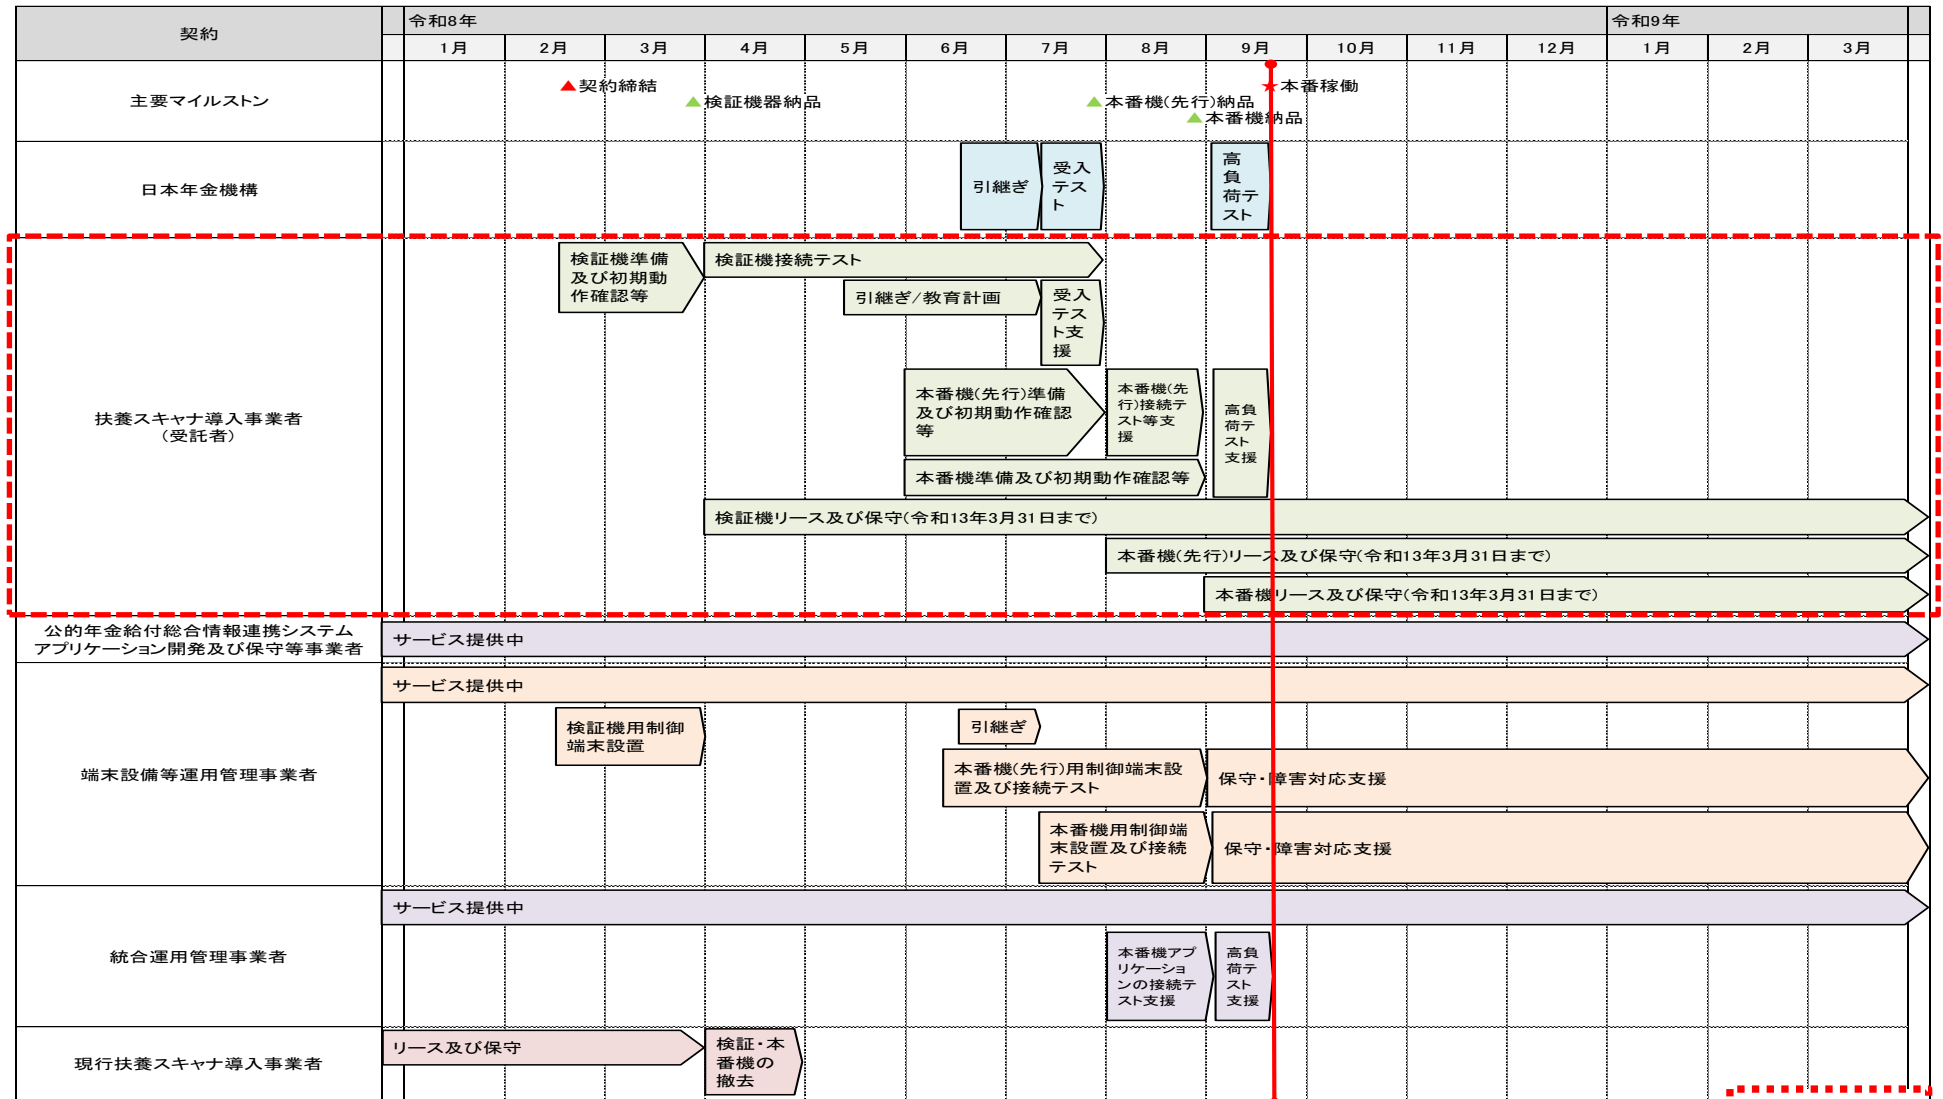 契約
令和8年
令和9年
1月
2月
3月
4月
5月
6月
7月
8月
9月
10月
11月
12月
1月
2月
3月
主要マイルストン
▲契約締結
▲検証機器納品
▲本番機(先行)納品
▲本番機納品
★本番稼働
日本年金機構
引継ぎ
受入
テス
ト
高
負
荷テ
スト
扶養スキャナ導入事業者
(受託者)
検証機準備
及び初期動
作確認等
検証機接続テスト
引継ぎ/教育計画
受入
テス
ト支
援
本番機(先行)準備
及び初期動作確認
等
本番機(先
行)接続テ
スト等支
援
高負
荷テ
スト
支援
本番機準備及び初期動作確認等
検証機リース及び保守(令和13年3月31日まで)
本番機(先行)リース及び保守(令和13年3月31日まで)
本番機リース及び保守(令和13年3月31日まで)
公的年金給付総合情報連携システム
アプリケーション開発及び保守等事業者
サービス提供中
端末設備等運用管理事業者
サービス提供中
検証機用制御
端末設置
引継ぎ
本番機(先行)用制御端末設
置及び接続テスト
保守・障害対応支援
本番機用制御端
末設置及び接続
テスト
保守・障害対応支援
統合運用管理事業者
サービス提供中
本番機アプ
リケーショ
ンの接続テ
スト支援
高負
荷テ
スト
支援
現行扶養スキャナ導入事業者
リース及び保守
検証・本
番機の
撤去